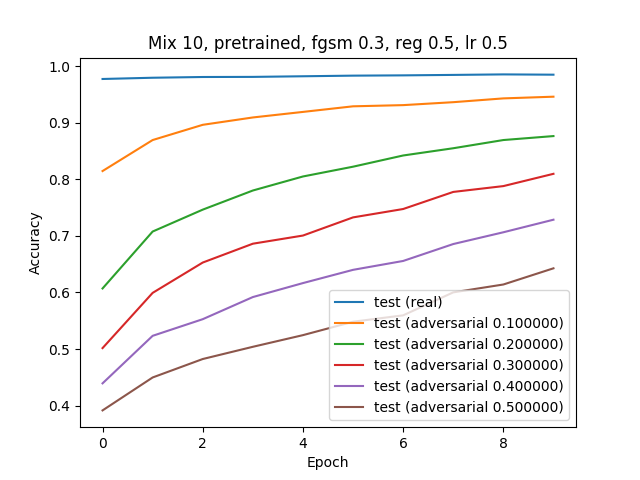 Mix 10, pretrained, fgsm 0.3, reg 0.5, lr 0.5
Accuracy
1.0
0.9
0.8
0.7
0.6
0.5
0.4
test (real)
test (adversarial 0.100000)
test (adversarial 0.200000)
test (adversarial 0.300000)
test (adversarial 0.400000)
test (adversarial 0.500000)
0 2 4 6 8
Epoch